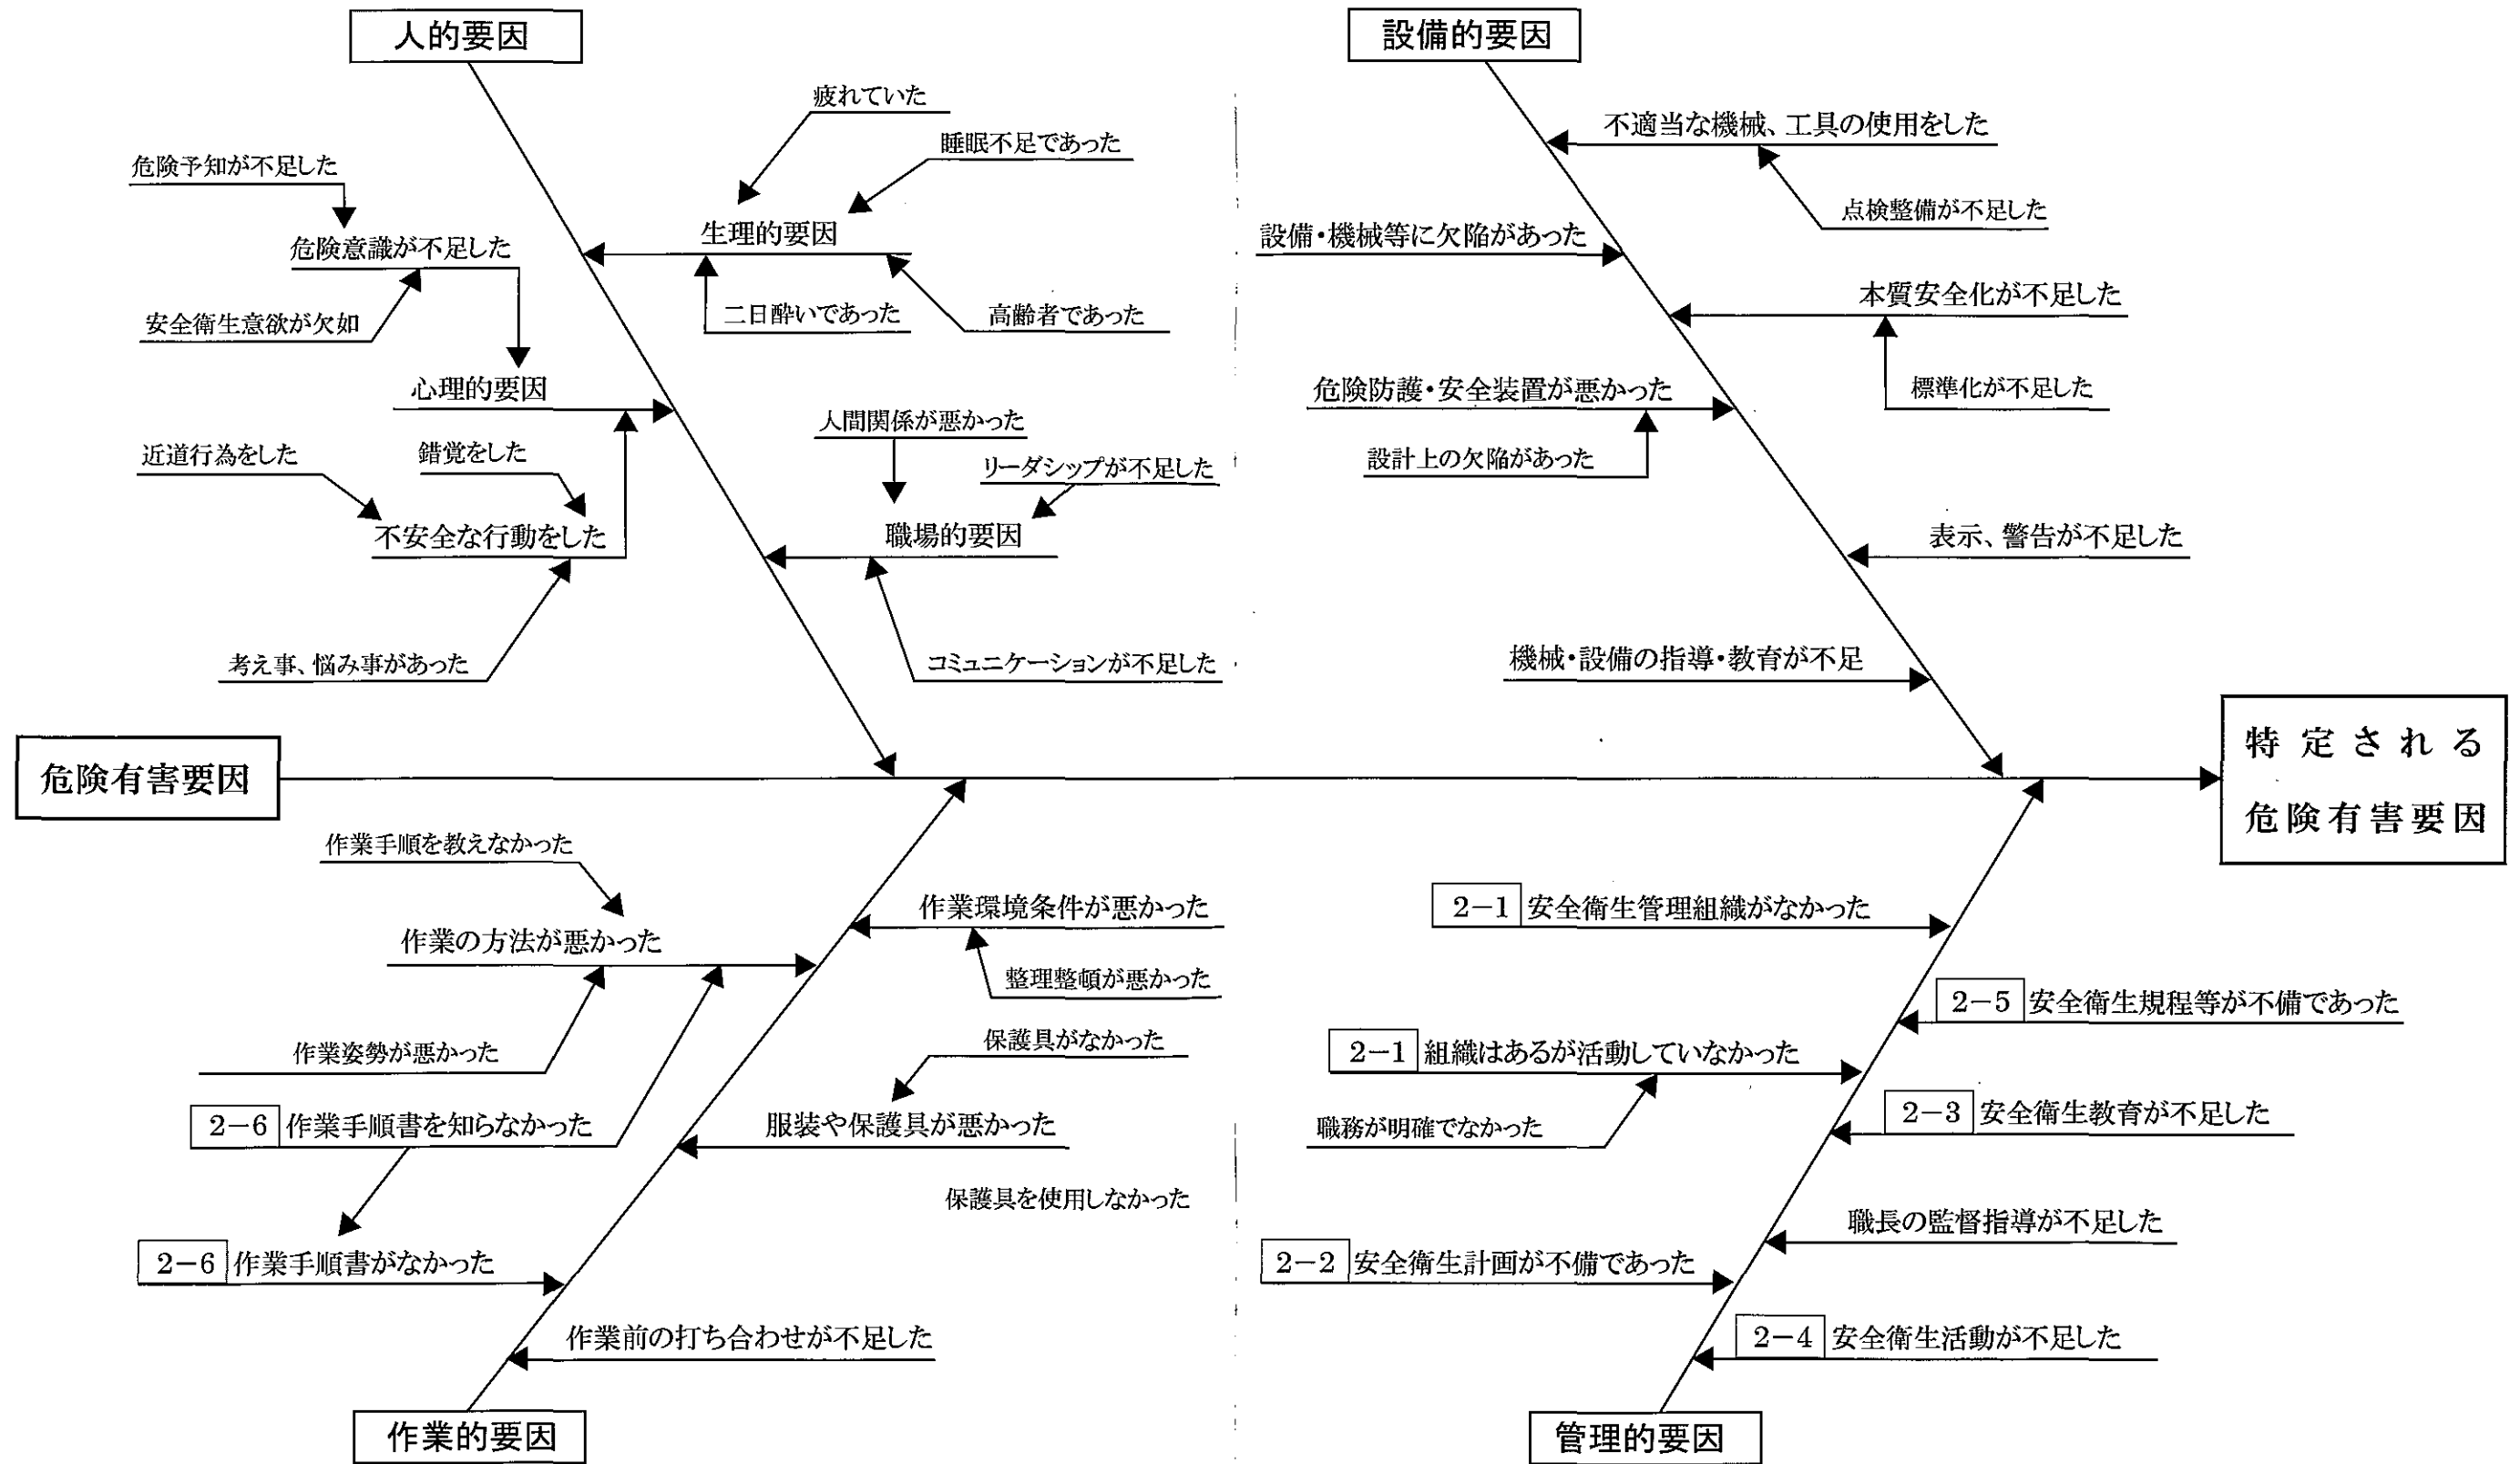 人的要因
疲れていた
睡眠不足であった
危険予知が不足した
生理的要因
危険意識が不足した
安全衛生意欲が欠如
二日酔いであった
高齢者であった
心理的要因
人間関係が悪かった
近道行為をした
錯覚をした
リーダシップが不足した
不安全な行動をした
職場的要因
考え事、悩み事があった
コミュニケーションが不足した
設備的要因
不適当な機械、工具の使用をした
点検整備が不足した
設備・機械等に欠陥があった
本質安全化が不足した
危険防護・安全装置が悪かった
標準化が不足した
設計上の欠陥があった
表示、警告が不足した
機械・設備の指導・教育が不足
危険有害要因
特定される
危険有害要因
作業手順を教えなかった
作業環境条件が悪かった
作業の方法が悪かった
整理整頓が悪かった
作業姿勢が悪かった
保護具がなかった
2-6 作業手順書を知らなかった
服装や保護具が悪かった
保護具を使用しなかった
2-6 作業手順書がなかった
作業前の打ち合わせが不足した
作業的要因
2-1 安全衛生管理組織がなかった
2-5 安全衛生規程等が不備であった
2-1 組織はあるが活動していなかった
2-3 安全衛生教育が不足した
職務が明確でなかった
職長の監督指導が不足した
2-2 安全衛生計画が不備であった
2-4 安全衛生活動が不足した
管理的要因